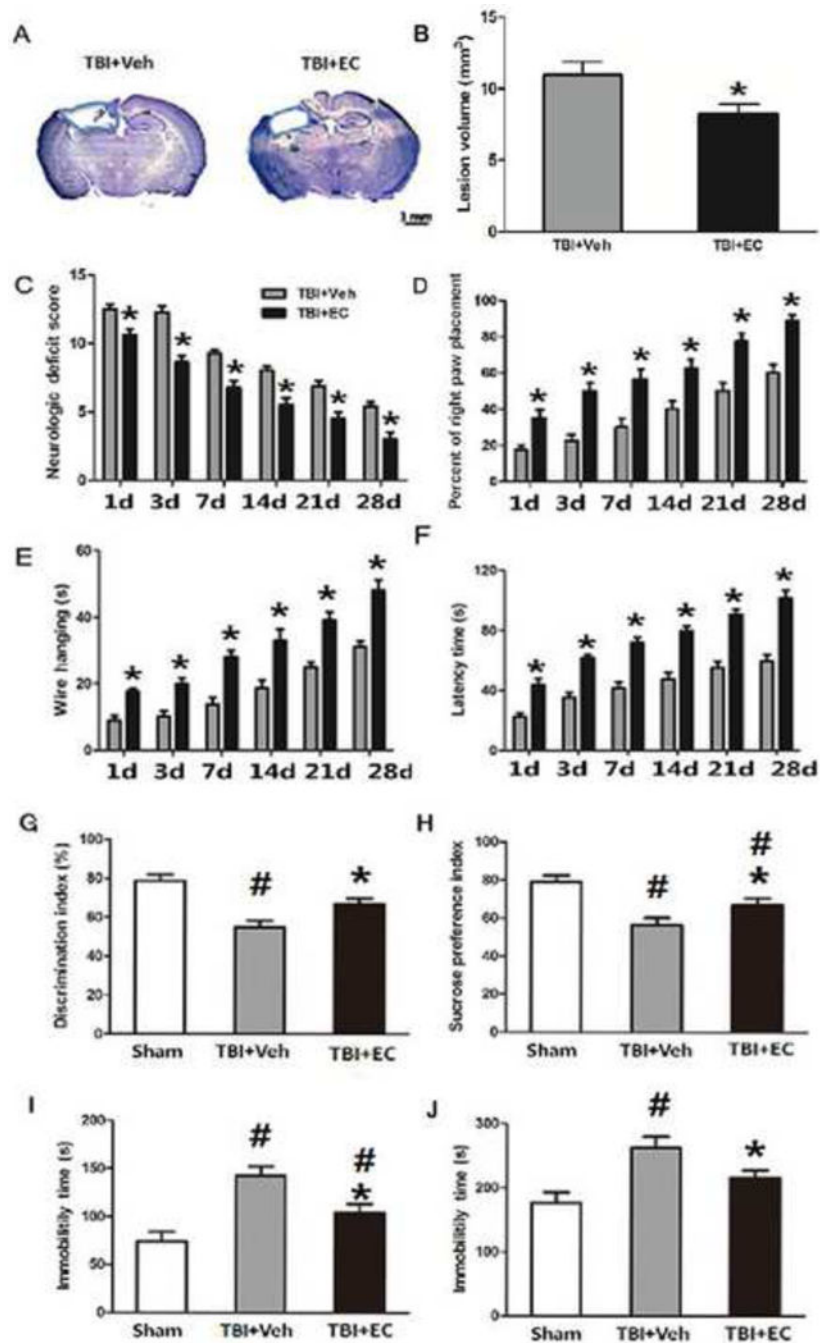 A
TBI+Veh
TBI+EC
1 mm
B
Lesion volume (mm³)
15
10
5
0
*
TBI+Veh
TBI+EC
C
Neurologic deficit score
15
10
5
0
TBI+Veh
TBI+EC
* * * * * *
1d 3d 7d 14d 21d 28d
D
Percent of right paw placement
100
80
60
40
20
0
* * * * * *
1d 3d 7d 14d 21d 28d
E
Wire hanging (s)
60
40
20
0
* * * * * *
1d 3d 7d 14d 21d 28d
F
Latency time (s)
120
80
40
0
* * * * * *
1d 3d 7d 14d 21d 28d
G
Discrimination index (%)
100
80
60
40
20
0
# *
Sham TBI+Veh TBI+EC
H
Sucrose preference index
100
80
60
40
20
0
#
# *
Sham TBI+Veh TBI+EC
I
Immobilitily time (s)
200
150
100
50
0
#
# *
Sham TBI+Veh TBI+EC
J
Immobilitily time (s)
300
200
100
0
# *
Sham TBI+Veh TBI+EC